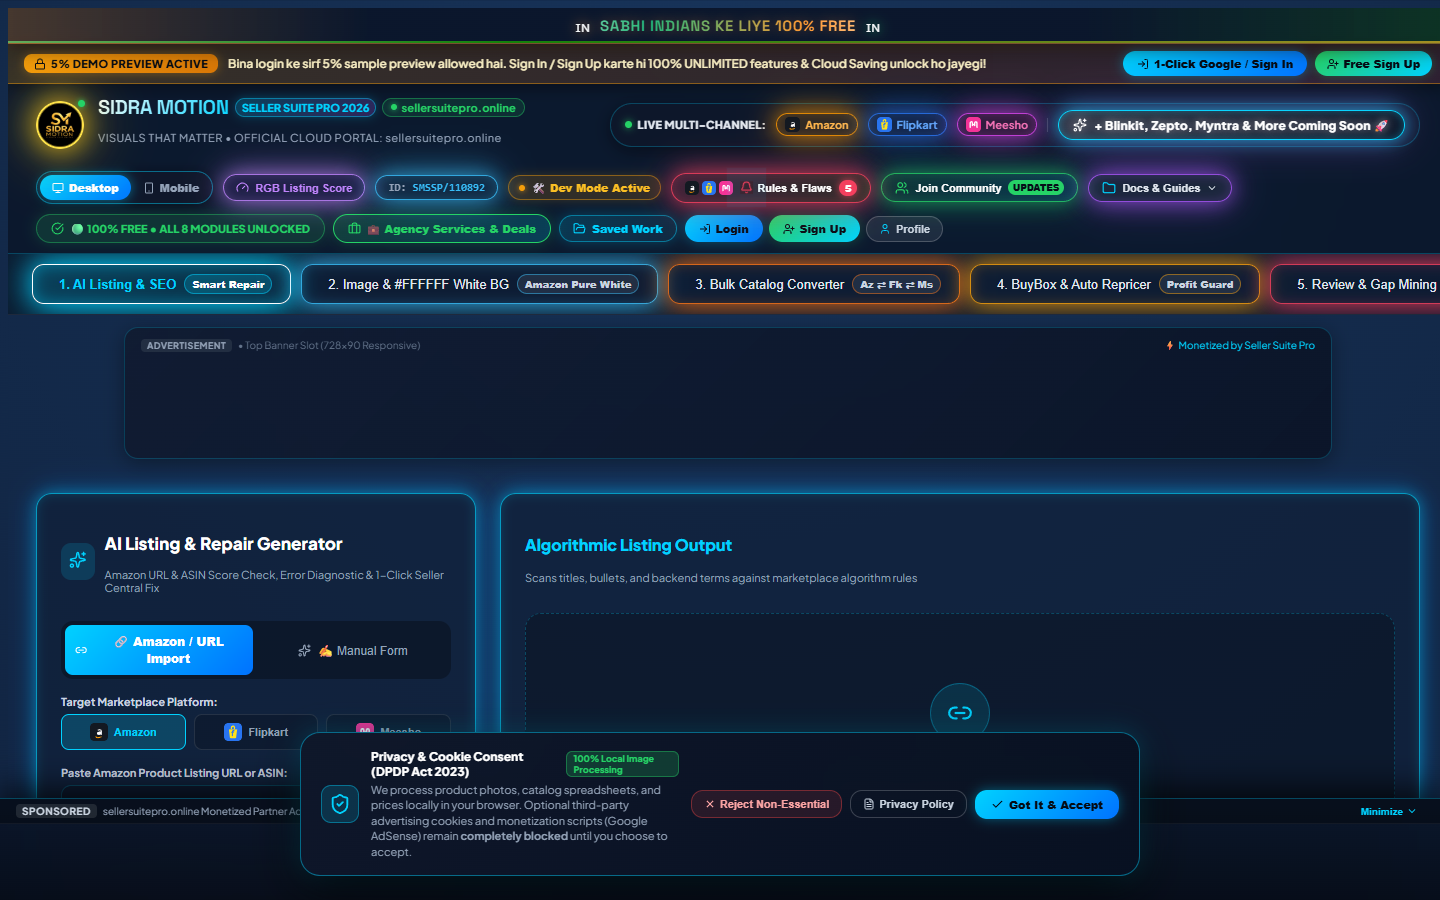 IN SABHI INDIANS KE LIYE 100% FREE IN
5% DEMO PREVIEW ACTIVE Bina login ke sirf 5% sample preview allowed hai. Sign In / Sign Up karte hi 100% UNLIMITED features & Cloud Saving unlock ho jayegi! 1-Click Google / Sign In Free Sign Up
SIDRA MOTION SELLER SUITE PRO 2026 sellersuitepro.online
SM SIDRA MOTION
VISUALS THAT MATTER • OFFICIAL CLOUD PORTAL: sellersuitepro.online
LIVE MULTI-CHANNEL: Amazon Flipkart Meesho + Blinkit, Zepto, Myntra & More Coming Soon 🚀
Desktop Mobile RGB Listing Score ID: SMSSP/110892 🛠 Dev Mode Active Rules & Flaws 5 Join Community UPDATES Docs & Guides
100% FREE • ALL 8 MODULES UNLOCKED 💼 Agency Services & Deals Saved Work Login Sign Up Profile
1. AI Listing & SEO Smart Repair 2. Image & #FFFFFF White BG Amazon Pure White 3. Bulk Catalog Converter Az ⇄ Fk ⇄ Ms 4. BuyBox & Auto Repricer Profit Guard 5. Review & Gap Mining
ADVERTISEMENT • Top Banner Slot (728×90 Responsive) Monetized by Seller Suite Pro
AI Listing & Repair Generator
Amazon URL & ASIN Score Check, Error Diagnostic & 1-Click Seller
Central Fix
🔗 Amazon / URL
Import
✍️ Manual Form
Target Marketplace Platform:
Amazon Flipkart Meesho
Paste Amazon Product Listing URL or ASIN:
Algorithmic Listing Output
Scans titles, bullets, and backend terms against marketplace algorithm rules
SPONSORED sellersuitepro.online Monetized Partner Minimize
Privacy & Cookie Consent
(DPDP Act 2023)
100% Local Image
Processing
We process product photos, catalog spreadsheets, and
prices locally in your browser. Optional third-party
advertising cookies and monetization scripts (Google
AdSense) remain completely blocked until you choose to
accept.
Reject Non-Essential Privacy Policy Got It & Accept